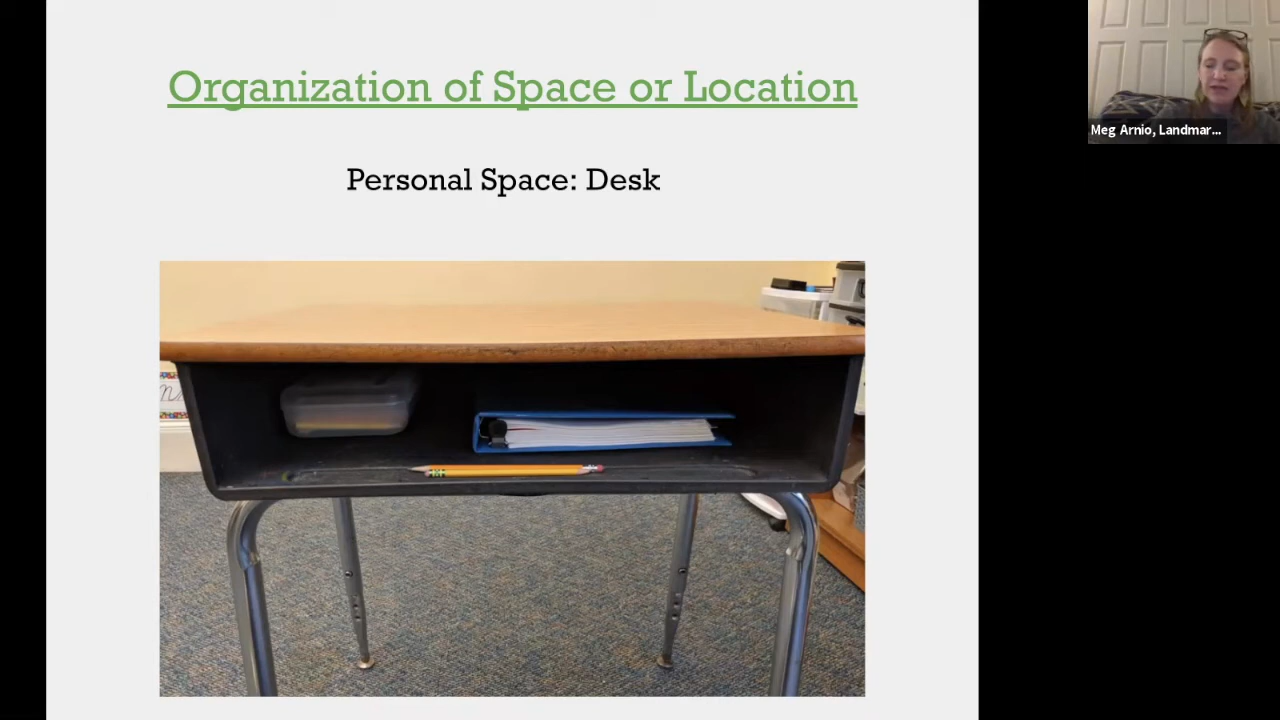 Organization of Space or Location
Personal Space: Desk
Meg Arnio, Landmar...